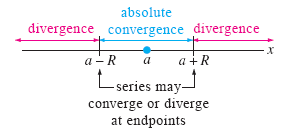 absolute
divergence convergence divergence
x
a − R a a + R
series may
converge or diverge
at endpoints